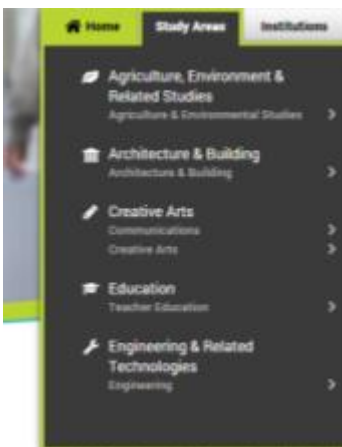 Home Study Areas Institutions
Agriculture, Environment &
Related Studies
Agriculture & Environmental Studies
Architecture & Building
Architecture & Building
Creative Arts
Communications
Creative Arts
Education
Teacher Education
Engineering & Related
Technologies
Engineering